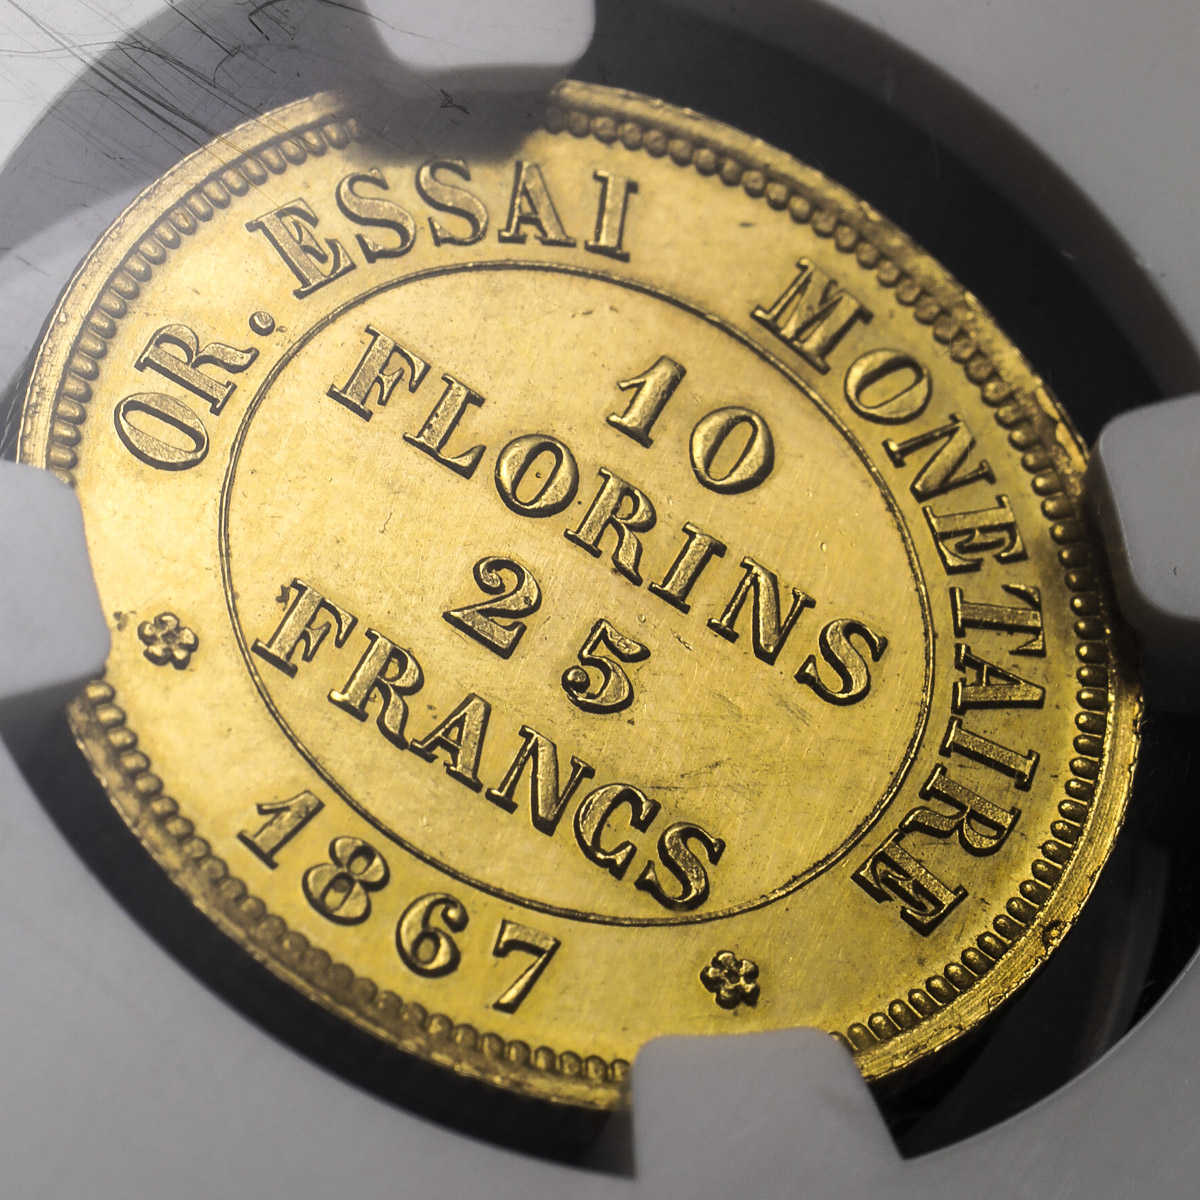 OR. ESSAI MONETAIRE
10
FLORINS
25
FRANCS
1867